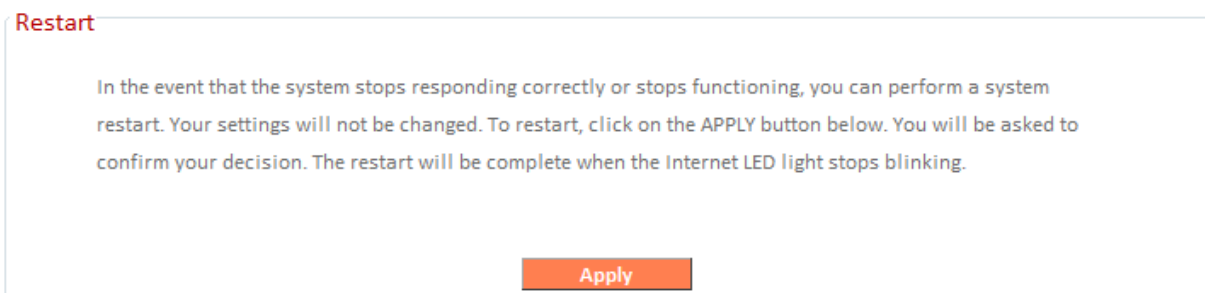 Restart
In the event that the system stops responding correctly or stops functioning, you can perform a system
restart. Your settings will not be changed. To restart, click on the APPLY button below. You will be asked to
confirm your decision. The restart will be complete when the Internet LED light stops blinking.
Apply